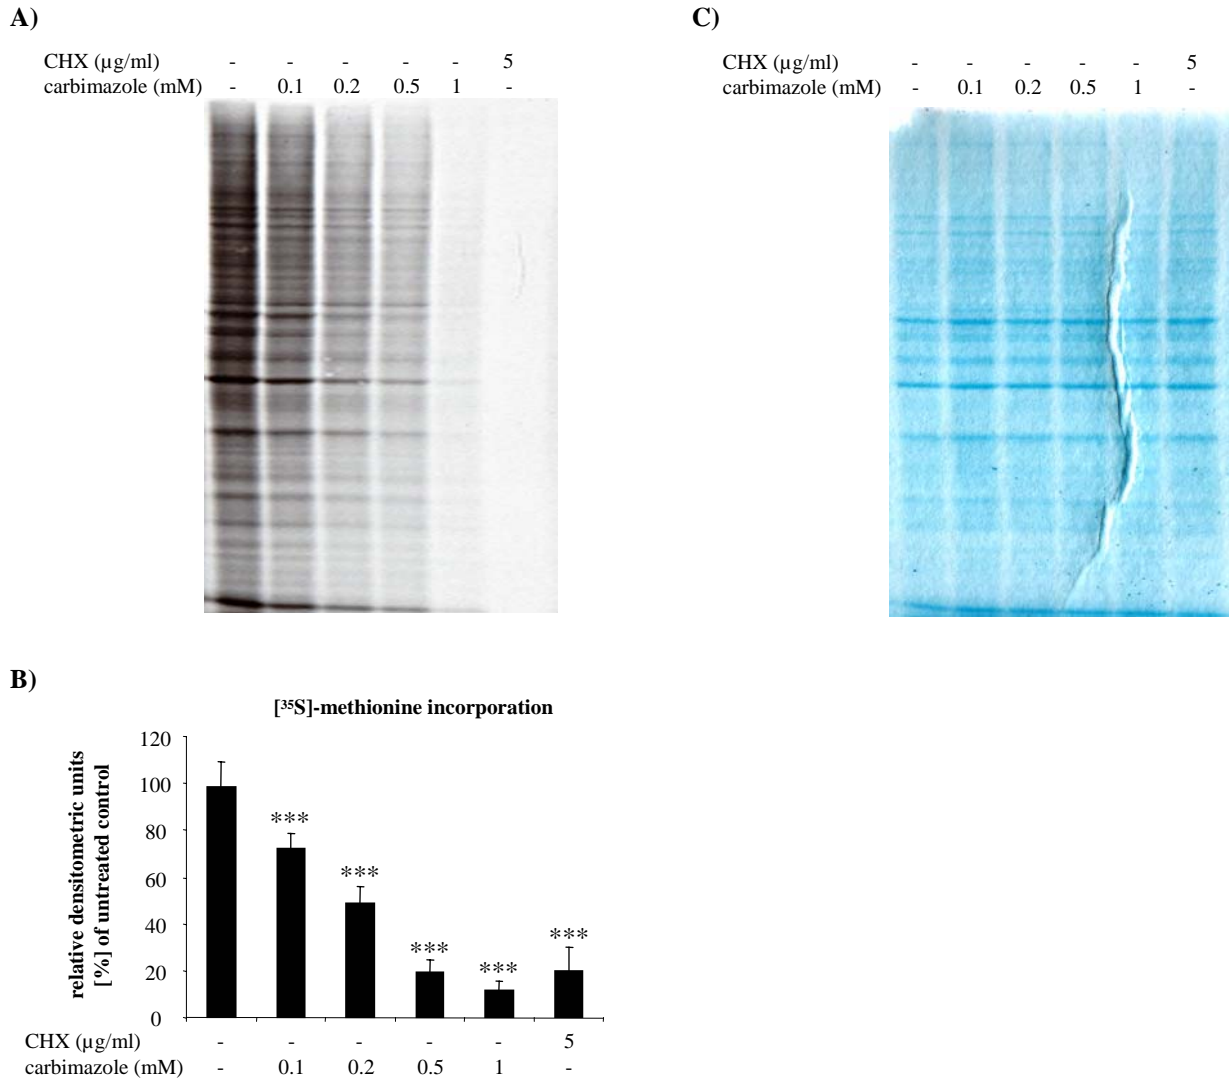 A)
CHX (µg/ml) - - - - - 5
carbimazole (mM) - 0.1 0.2 0.5 1 -
C)
CHX (µg/ml) - - - - - 5
carbimazole (mM) - 0.1 0.2 0.5 1 -
B)
[³⁵S]-methionine incorporation
relative densitometric units
[%] of untreated control
120
100
80
60
40
20
0
***
***
***
***
***
CHX (µg/ml) - - - - - 5
carbimazole (mM) - 0.1 0.2 0.5 1 -